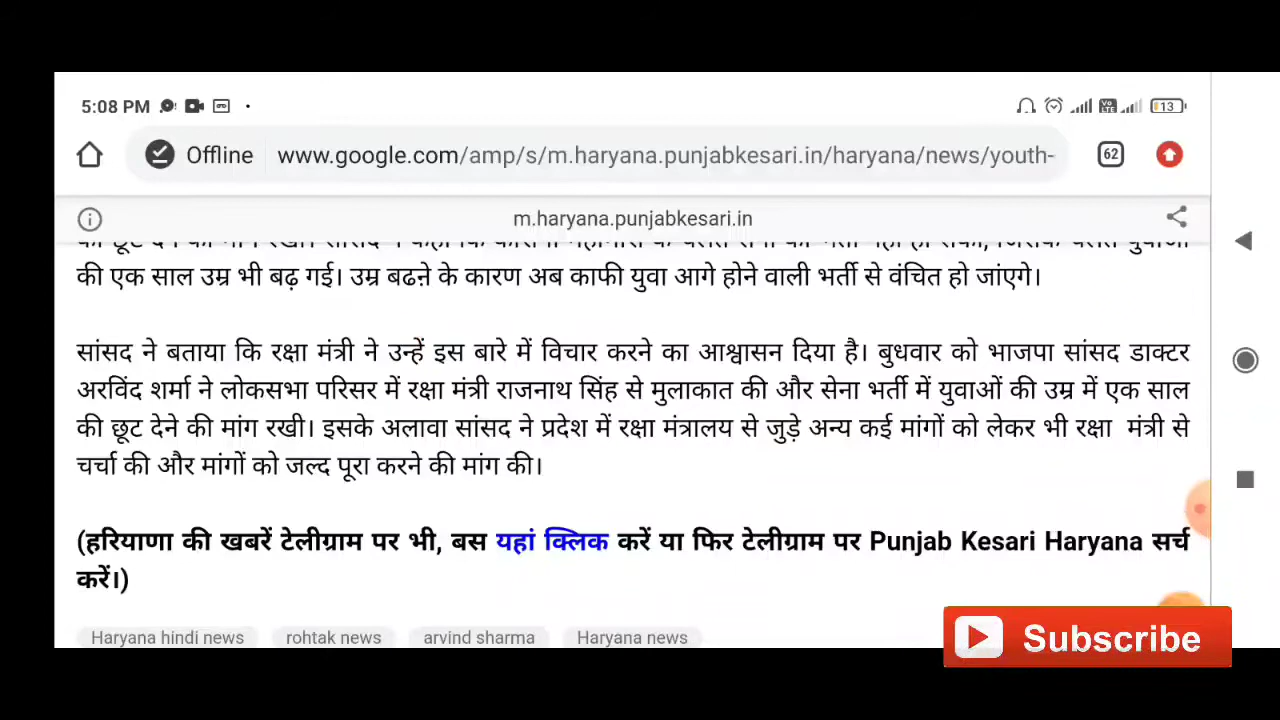 5:08 PM
13
Offline www.google.com/amp/s/m.haryana.punjabkesari.in/haryana/news/youth-
62
m.haryana.punjabkesari.in
की एक साल उम्र भी बढ़ गई। उम्र बढऩे के कारण अब काफी युवा आगे होने वाली भर्ती से वंचित हो जांएगे।
सांसद ने बताया कि रक्षा मंत्री ने उन्हें इस बारे में विचार करने का आश्वासन दिया है। बुधवार को भाजपा सांसद डाक्टर
अरविंद शर्मा ने लोकसभा परिसर में रक्षा मंत्री राजनाथ सिंह से मुलाकात की और सेना भर्ती में युवाओं की उम्र में एक साल
की छूट देने की मांग रखी। इसके अलावा सांसद ने प्रदेश में रक्षा मंत्रालय से जुड़े अन्य कई मांगों को लेकर भी रक्षा मंत्री से
चर्चा की और मांगों को जल्द पूरा करने की मांग की।
(हरियाणा की खबरें टेलीग्राम पर भी, बस यहां क्लिक करें या फिर टेलीग्राम पर Punjab Kesari Haryana सर्च
करें।)
Haryana hindi news rohtak news arvind sharma Haryana news
Subscribe